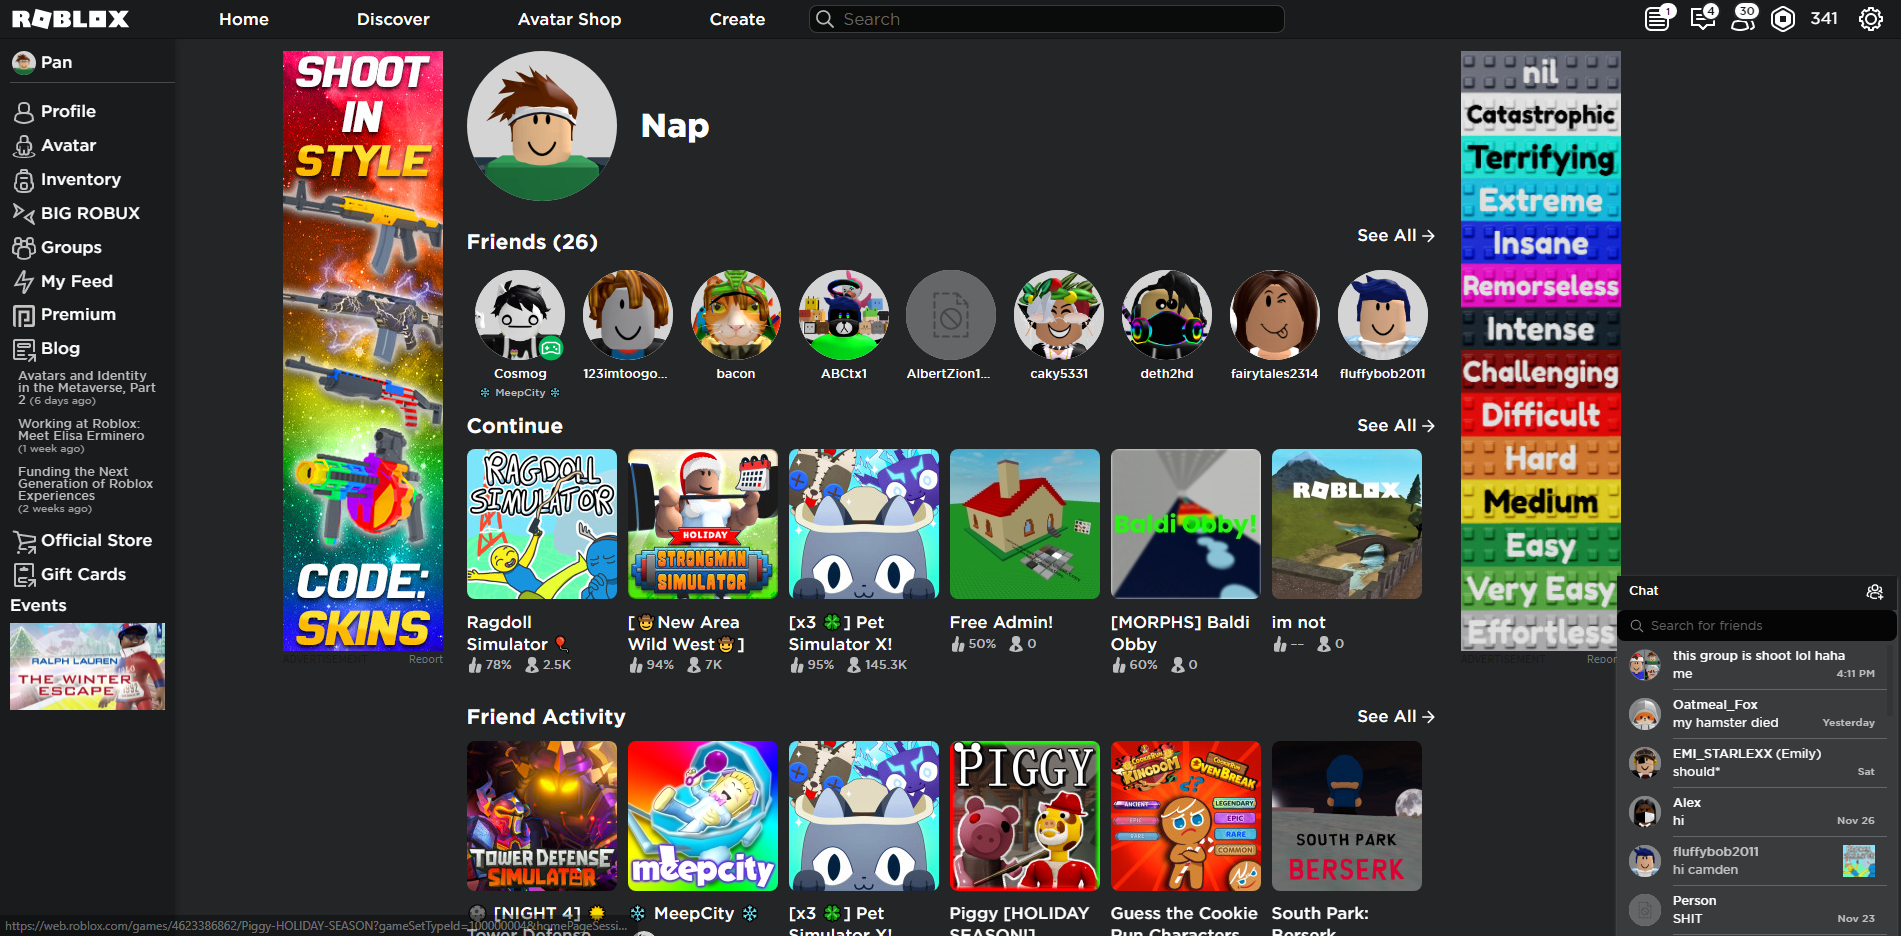 ROBLOX
Home
Discover
Avatar Shop
Create
Search
1
4
30
341
Pan
Profile
Avatar
Inventory
BIG ROBUX
Groups
My Feed
Premium
Blog
Avatars and Identity
in the Metaverse, Part
2 (6 days ago)
Working at Roblox:
Meet Elisa Erminero
(1 week ago)
Funding the Next
Generation of Roblox
Experiences
(2 weeks ago)
Official Store
Gift Cards
Events
RALPH LAUREN
THE WINTER
ESCAPE
SHOOT
IN
STYLE
CODE:
SKINS
ADVERTISEMENT
Report
Nap
Friends (26)
See All →
Cosmog
❄ MeepCity ❄
123imtoogo...
bacon
ABCtx1
AlbertZion1...
caky5331
deth2hd
fairytales2314
fluffybob2011
Continue
See All →
RAGDOLL
SIMULATOR
HOLIDAY
STRONGMAN
SIMULATOR
Baldi Obby!
ROBLOX
Ragdoll
Simulator 🎈
78% 2.5K
[🤠New Area
Wild West🤠]
94% 7K
[x3 🍀] Pet
Simulator X!
95% 145.3K
Free Admin!
50% 0
[MORPHS] Baldi
Obby
60% 0
im not
-- 0
Friend Activity
See All →
TOWER DEFENSE
SIMULATOR
meepcity
PIGGY
COOKIERUN
KINGDOM
COOKIERUN
OVENBREAK
!?
ANCIENT
EPIC
RARE
LEGENDARY
EPIC
RARE
COMMON
SOUTH PARK
BERSERK
[NIGHT 4]
Tower Defense
❄ MeepCity ❄
[x3 🍀] Pet
Simulator X!
Piggy [HOLIDAY
SEASON!]
Guess the Cookie
Run Characters
South Park:
Berserk
nil
Catastrophic
Terrifying
Extreme
Insane
Remorseless
Intense
Challenging
Difficult
Hard
Medium
Easy
Very Easy
Effortless
ADVERTISEMENT
Repor
Chat
Search for friends
this group is shoot lol haha
me
4:11 PM
Oatmeal_Fox
my hamster died
Yesterday
EMI_STARLEXX (Emily)
should*
Sat
Alex
hi
Nov 26
fluffybob2011
hi camden
Person
SHIT
Nov 23
https://web.roblox.com/games/4623386862/Piggy-HOLIDAY-SEASON?gameSetTypeId=100000004&homePageSessi...